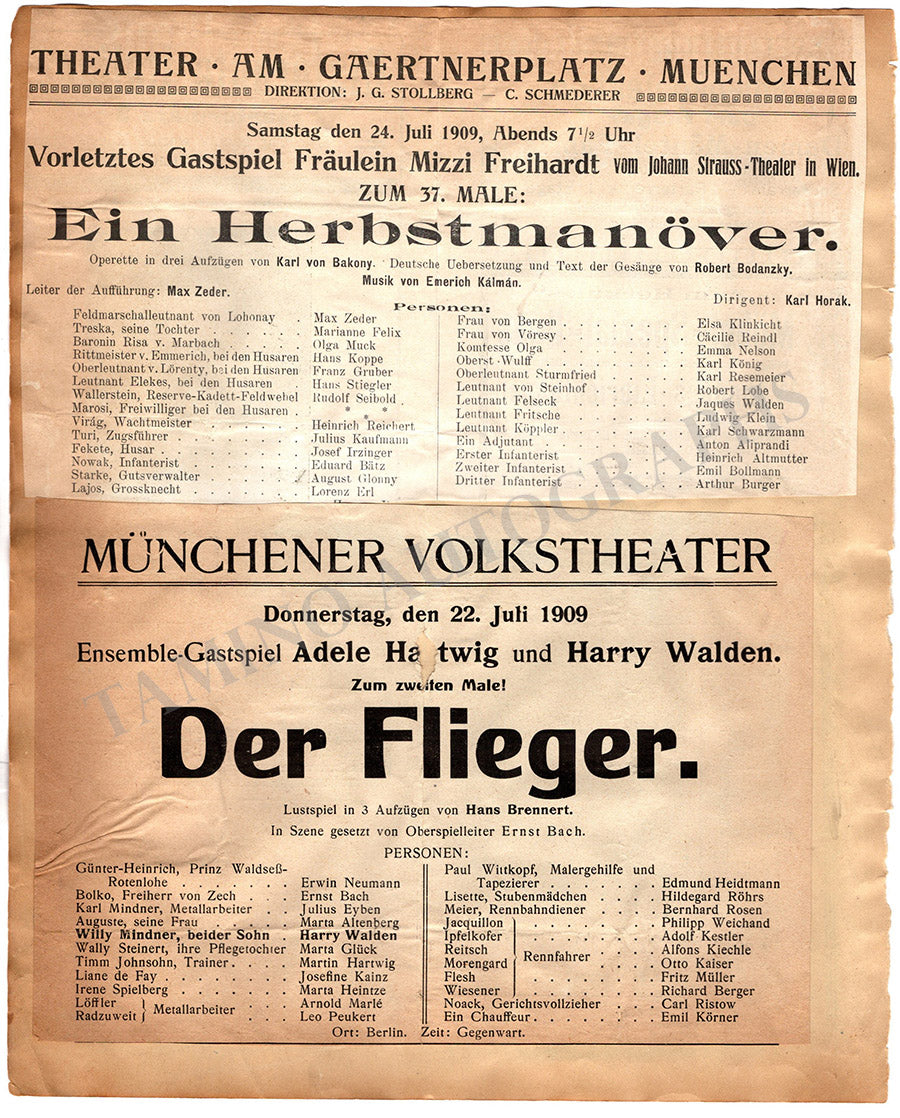 THEATER · AM · GAERTNERPLATZ · MUENCHEN
DIREKTION: J. G. STOLLBERG — C. SCHMEDERER
Samstag den 24. Juli 1909, Abends 7 1/2 Uhr
Vorletztes Gastspiel Fräulein Mizzi Freihardt vom Johann Strauss-Theater in Wien.
ZUM 37. MALE:
Ein Herbstmanöver.
Operette in drei Aufzügen von Karl von Bakony. Deutsche Uebersetzung und Text der Gesänge von Robert Bodanzky.
Musik von Emerich Kálmán.
Leiter der Aufführung: Max Zeder. Dirigent: Karl Horak.
Personen:
Feldmarschalleutnant von Lohonay . Max Zeder
Treska, seine Tochter . . . . . . Marianne Felix
Baronin Risa v. Marbach . . . . . Olga Muck
Rittmeister v. Emmerich, bei den Husaren Hans Koppe
Oberleutnant v. Lörenty, bei den Husaren Franz Gruber
Leutnant Elekes, bei den Husaren . Hans Stiegler
Wallerstein, Reserve-Kadett-Feldwebel Rudolf Seibold .
Marosi, Freiwilliger bei den Husaren . * * *
Virág, Wachtmeister . . . . . . Heinrich Reichert
Turi, Zugsführer . . . . . . . Julius Kaufmann
Fekete, Husar . . . . . . . . Josef Irzinger
Nowak, Infanterist . . . . . . Eduard Bätz
Starke, Gutsverwalter . . . . . August Glonny
Lajos, Grossknecht . . . . . . Lorenz Erl
Frau von Bergen . . . . . . . Elsa Klinkicht
Frau von Vöresy . . . . . . . Cäcilie Reindl
Komtesse Olga . . . . . . . . Emma Nelson
Oberst Wulff . . . . . . . . Karl König
Oberleutnant Sturmfried . . . . Karl Resemeier
Leutnant von Steinhof . . . . . Robert Lobe
Leutnant Felseck . . . . . . . Jaques Walden
Leutnant Fritsche . . . . . . Ludwig Klein
Leutnant Köppler . . . . . . . Karl Schwarzmann
Ein Adjutant . . . . . . . . Anton Aliprandi
Erster Infanterist . . . . . . Heinrich Altmutter
Zweiter Infanterist . . . . . . Emil Bollmann
Dritter Infanterist . . . . . . Arthur Burger
TAMINO AUTOGRAPHS
MÜNCHENER VOLKSTHEATER
Donnerstag, den 22. Juli 1909
Ensemble-Gastspiel Adele Hartwig und Harry Walden.
Zum zweiten Male!
Der Flieger.
Lustspiel in 3 Aufzügen von Hans Brennert.
In Szene gesetzt von Oberspielleiter Ernst Bach.
PERSONEN:
Günter-Heinrich, Prinz Waldseß-
Rotenlohe . . . . . . . Erwin Neumann
Bolko, Freiherr von Zech . . . Ernst Bach
Karl Mindner, Metallarbeiter . . Julius Eyben
Auguste, seine Frau . . . . . Marta Altenberg
Willy Mindner, beider Sohn . Harry Walden
Wally Steinert, ihre Pflegetochter Marta Glück
Timm Johnsohn, Trainer . . . . Martin Hartwig
Liane de Fay . . . . . . . Josefine Kainz
Irene Spielberg . . . . . . Marta Heintze
Löffler } Metallarbeiter . . . . Arnold Marlé
Radzuweit } Leo Peukert
Paul Wittkopf, Malergehilfe und
Tapezierer . . . . . . . Edmund Heidtmann
Lisette, Stubenmädchen . . . . Hildegard Röhrs
Meier, Rennbahndiener . . . . Bernhard Rosen
Jacquillon . . . . . . Philipp Weichand
Ipfelkofer . . . . . . Adolf Kestler
Reitsch } Rennfahrer . . . . Alfons Kiechle
Morengard . . . . Otto Kaiser
Flesh . . . . . . Fritz Müller
Wiesener . . . . . . Richard Berger
Noack, Gerichtsvollzieher . . . Carl Ristow
Ein Chauffeur . . . . . . . Emil Körner
Ort: Berlin. Zeit: Gegenwart.